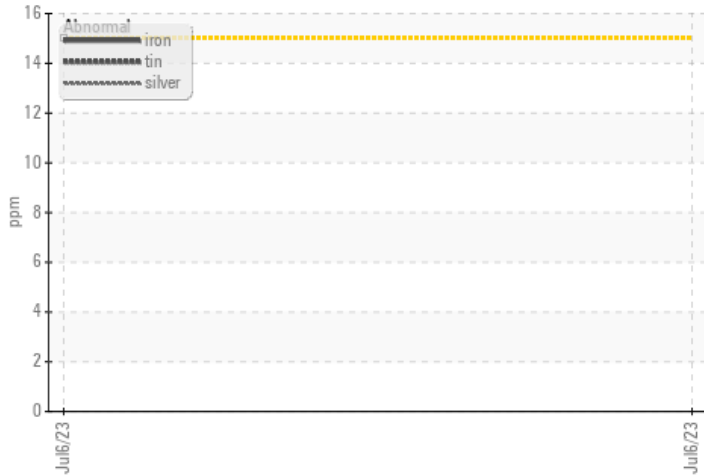 16
14
12
10
8
6
4
2
0
ppm
Abnormal
iron
tin
silver
Jul6/23
Jul6/23